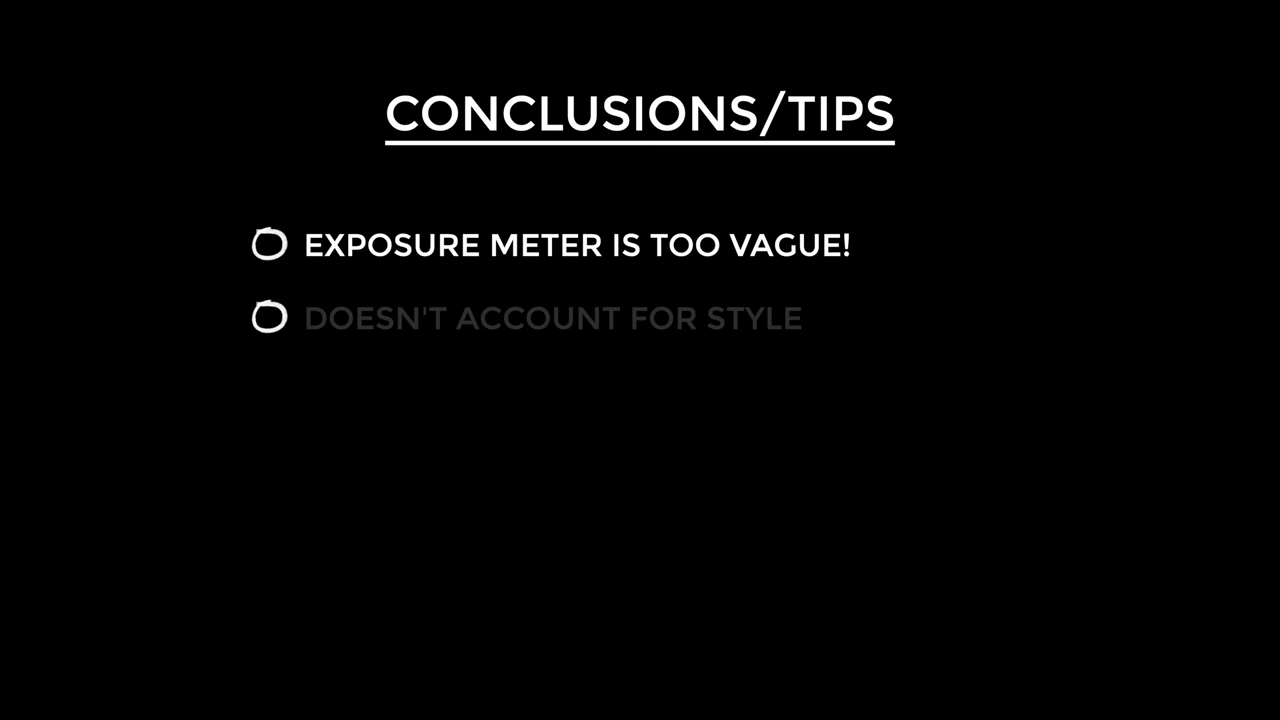 CONCLUSIONS/TIPS
EXPOSURE METER IS TOO VAGUE!
DOESN'T ACCOUNT FOR STYLE